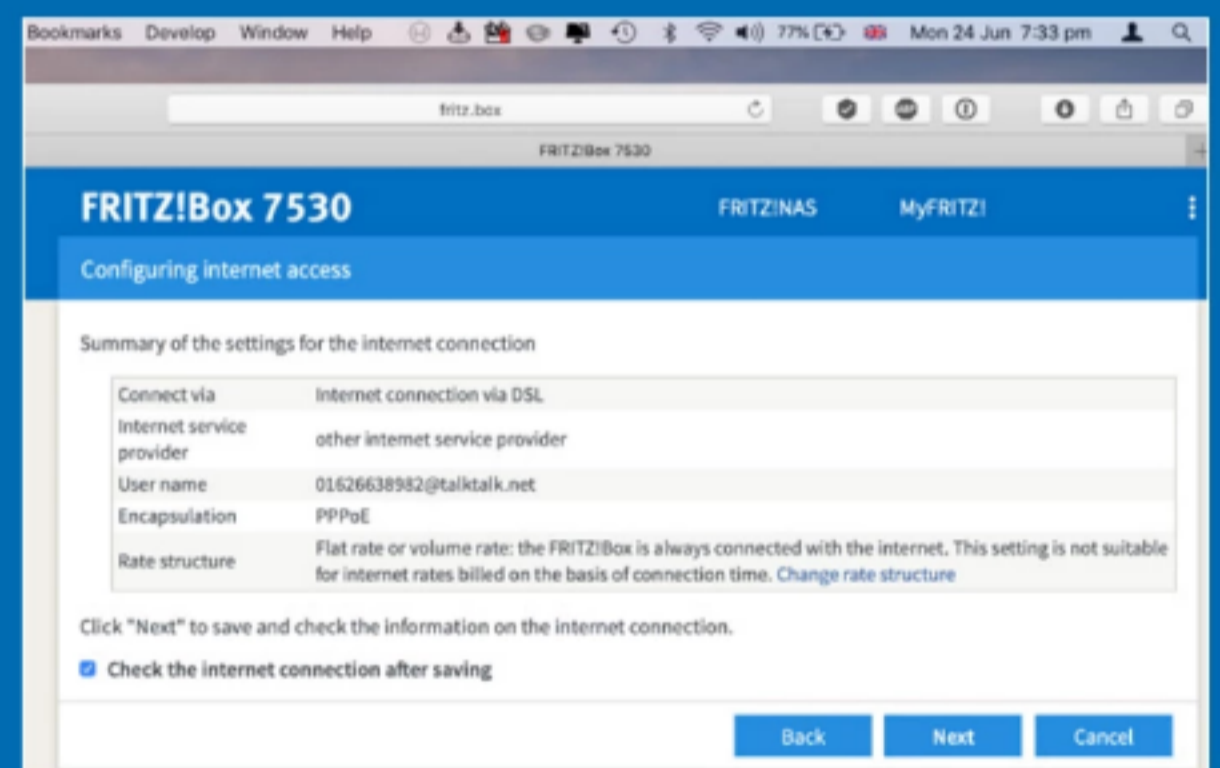 Bookmarks Develop Window Help 77% Mon 24 Jun 7:33 pm
fritz.box
FRITZ!Box 7530
FRITZ!Box 7530 FRITZ!NAS MyFRITZ!
Configuring internet access
Summary of the settings for the internet connection
Connect via Internet connection via DSL
Internet service
provider
other internet service provider
User name 01626638982@talktalk.net
Encapsulation PPPoE
Rate structure
Flat rate or volume rate: the FRITZ!Box is always connected with the internet. This setting is not suitable
for internet rates billed on the basis of connection time. Change rate structure
Click "Next" to save and check the information on the internet connection.
Check the internet connection after saving
Back Next Cancel